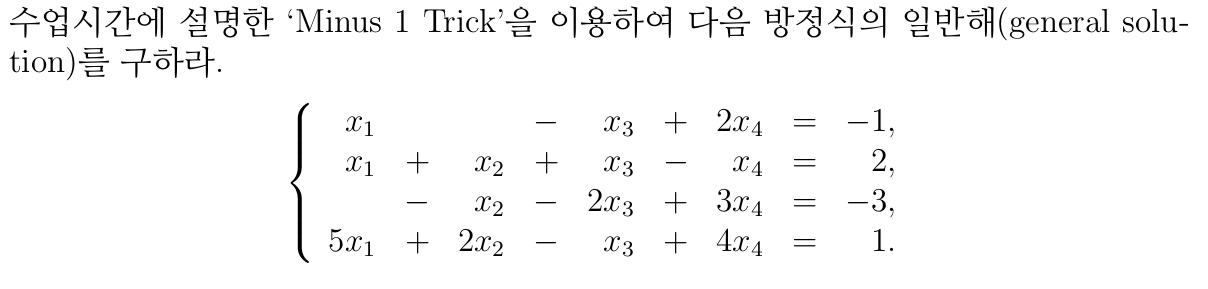 수업시간에 설명한 ‘Minus 1 Trick’을 이용하여 다음 방정식의 일반해(general solu-
tion)를 구하라.
x₁ − x₃ + 2x₄ = −1,
x₁ + x₂ + x₃ − x₄ = 2,
− x₂ − 2x₃ + 3x₄ = −3,
5x₁ + 2x₂ − x₃ + 4x₄ = 1.